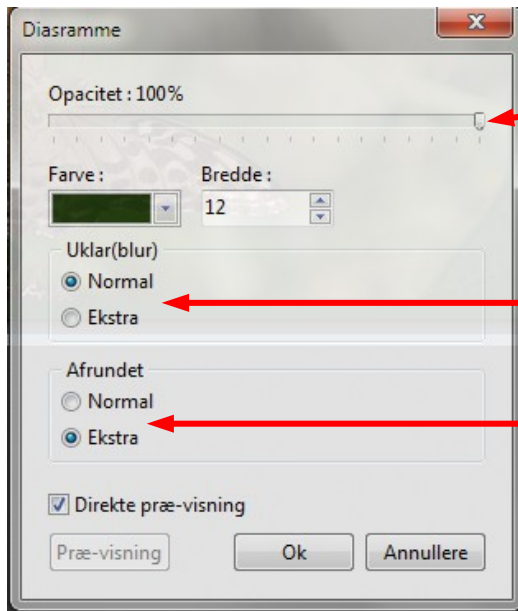 Diasramme
Opacitet : 100%
Farve : Bredde :
12
Uklar(blur)
Normal
Ekstra
Afrundet
Normal
Ekstra
Direkte præ-visning
Præ-visning Ok Annullere